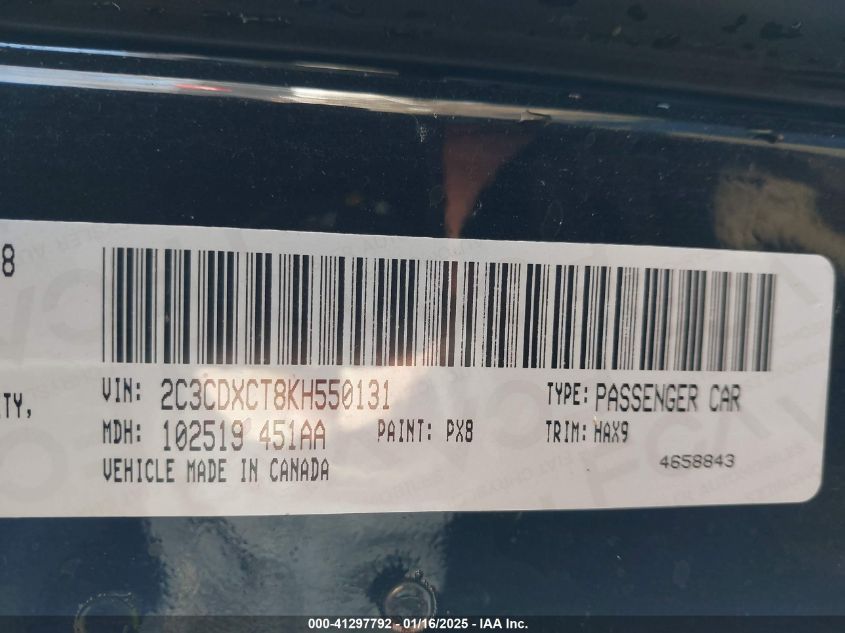 8
ITY,
VIN: 2C3CDXCT8KH550131 TYPE: PASSENGER CAR
MDH: 102519 451AA PAINT: PX8 TRIM: HAX9
VEHICLE MADE IN CANADA 4658843
000-41297792 - 01/16/2025 - IAA Inc.